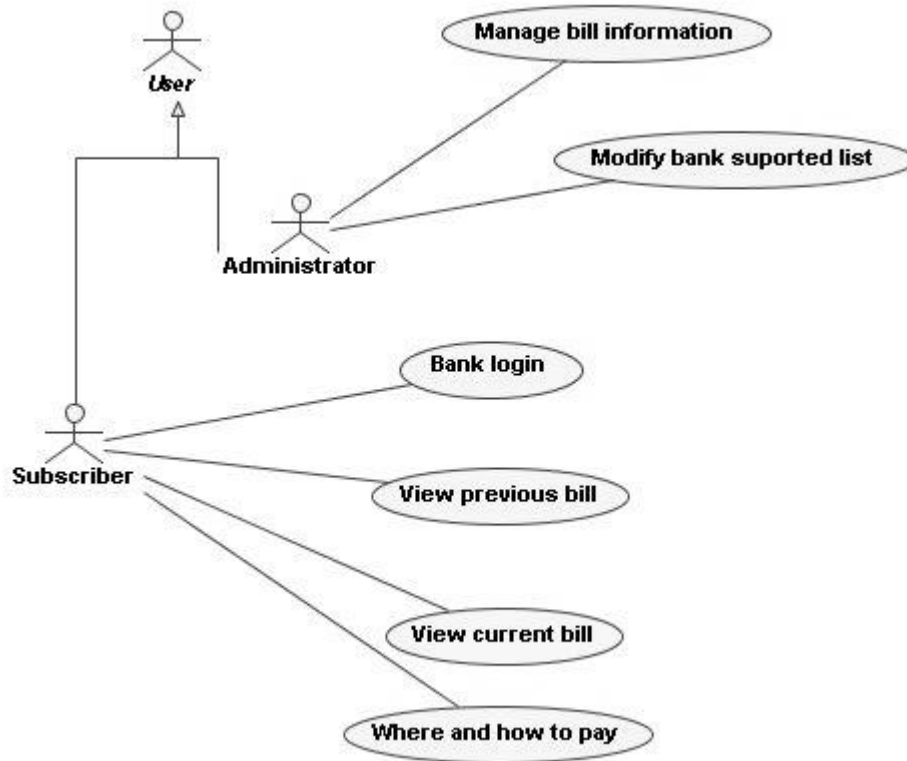 Manage bill information
User
Modify bank suported list
Administrator
Bank login
Subscriber
View previous bill
View current bill
Where and how to pay